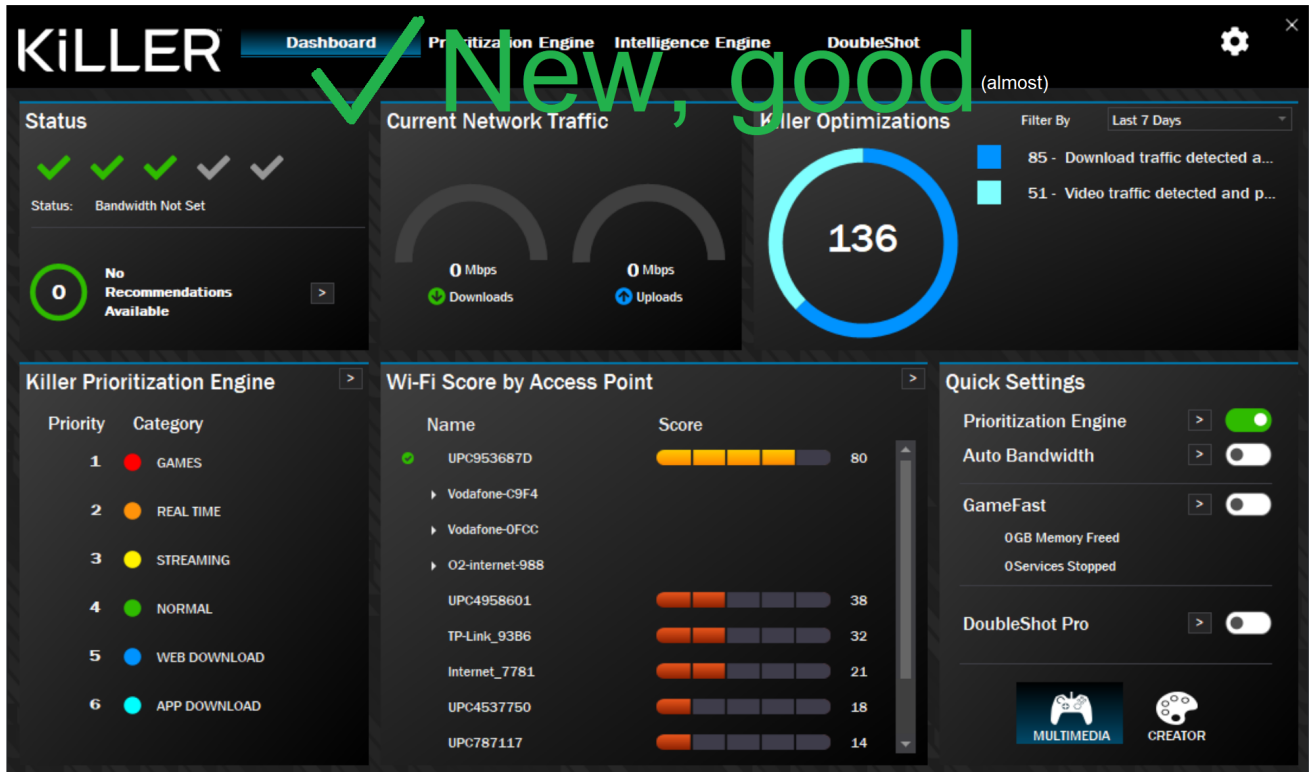 KiLLER
Dashboard
Prioritization Engine
Intelligence Engine
DoubleShot
New, good
(almost)
Status
Status: Bandwidth Not Set
0
No
Recommendations
Available
>
Current Network Traffic
0 Mbps
Downloads
0 Mbps
Uploads
Killer Optimizations
Filter By
Last 7 Days
136
85 - Download traffic detected a...
51 - Video traffic detected and p...
Killer Prioritization Engine
>
Priority Category
1 GAMES
2 REAL TIME
3 STREAMING
4 NORMAL
5 WEB DOWNLOAD
6 APP DOWNLOAD
Wi-Fi Score by Access Point
>
Name Score
UPC953687D 80
Vodafone-C9F4
Vodafone-0FCC
O2-internet-988
UPC4958601 38
TP-Link_93B6 32
Internet_7781 21
UPC4537750 18
UPC787117 14
Quick Settings
Prioritization Engine >
Auto Bandwidth >
GameFast >
0GB Memory Freed
0Services Stopped
DoubleShot Pro >
MULTIMEDIA
CREATOR